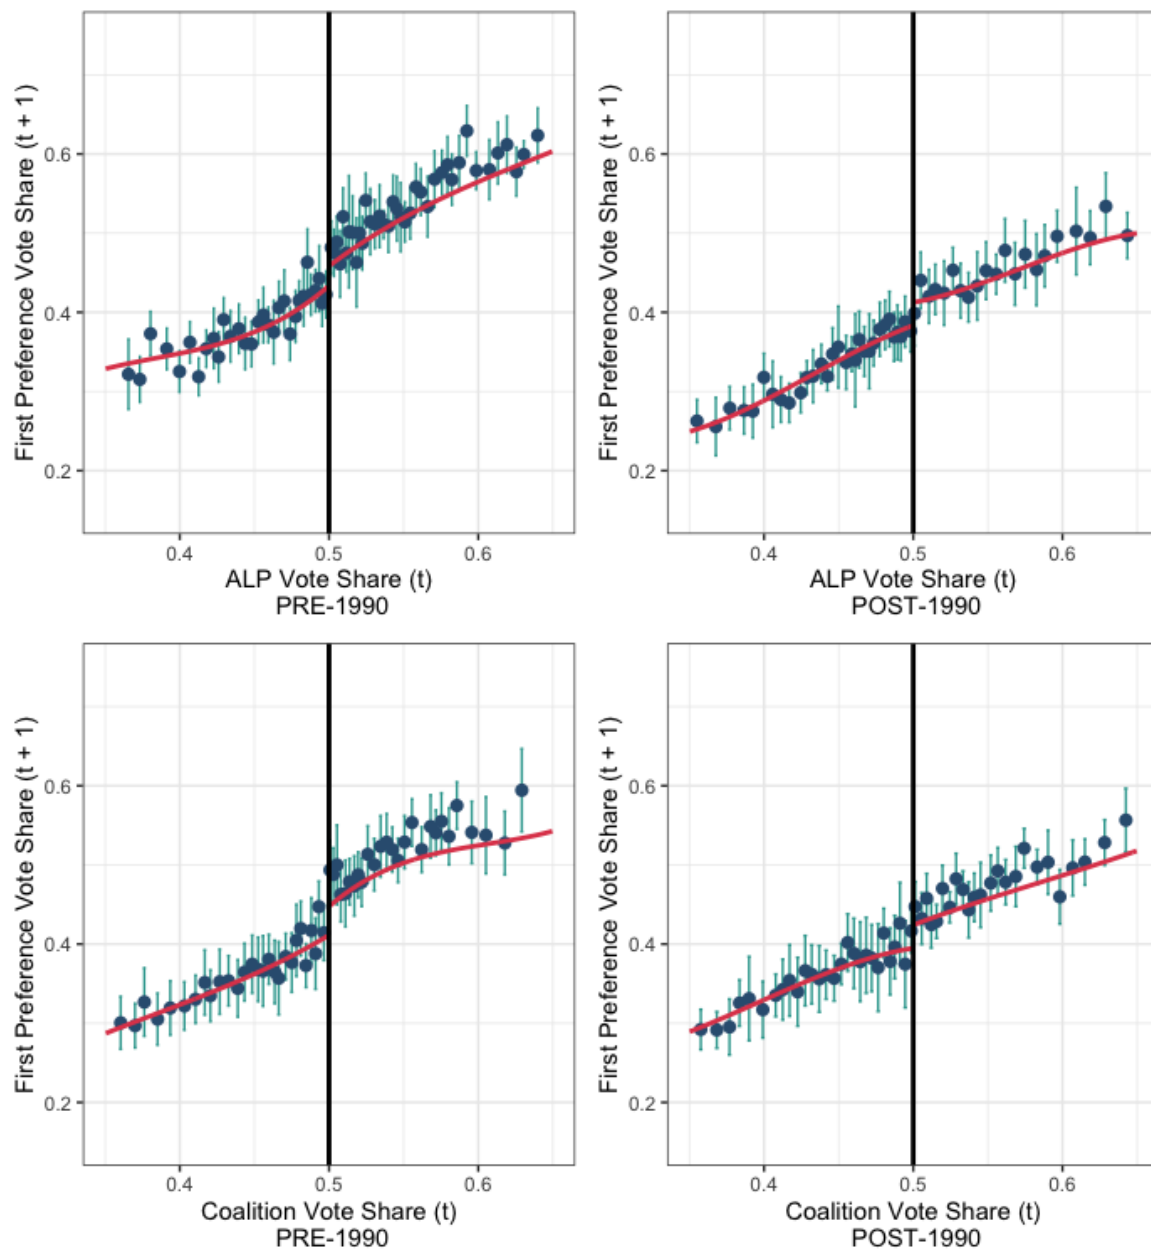 First Preference Vote Share (t + 1)
0.6
0.4
0.2
0.4 0.5 0.6
ALP Vote Share (t)
PRE-1990
First Preference Vote Share (t + 1)
0.6
0.4
0.2
0.4 0.5 0.6
ALP Vote Share (t)
POST-1990
First Preference Vote Share (t + 1)
0.6
0.4
0.2
0.4 0.5 0.6
Coalition Vote Share (t)
PRE-1990
First Preference Vote Share (t + 1)
0.6
0.4
0.2
0.4 0.5 0.6
Coalition Vote Share (t)
POST-1990